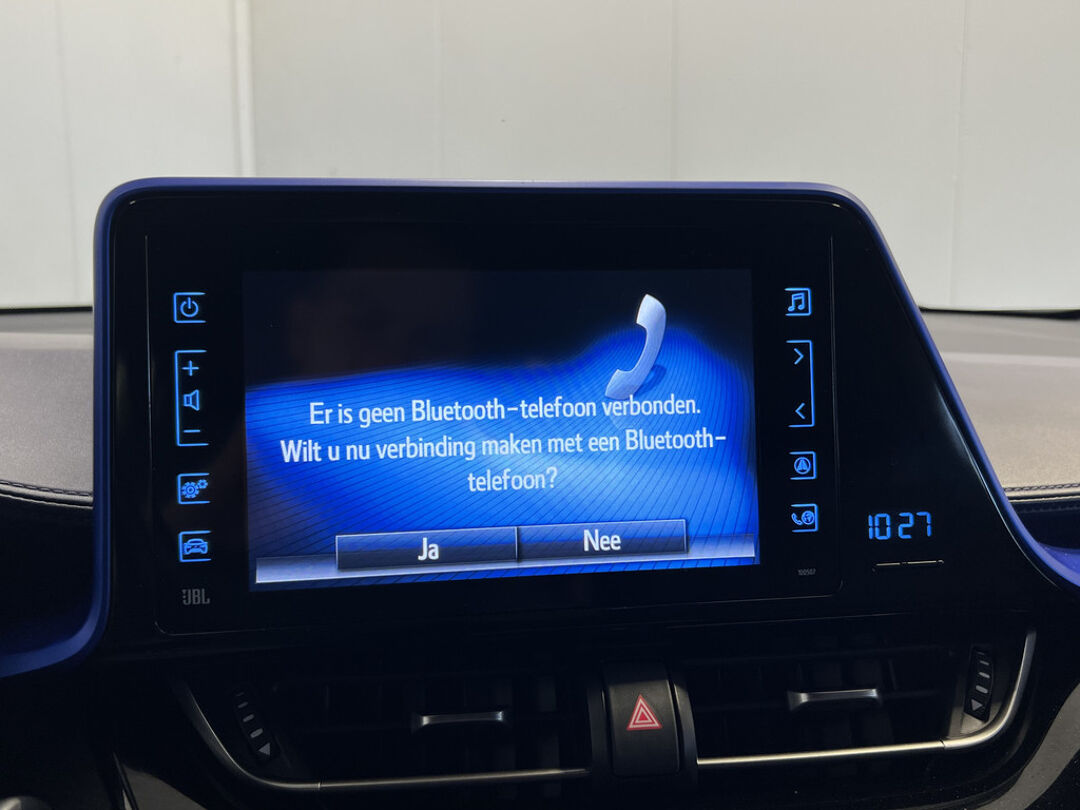 Er is geen Bluetooth-telefoon verbonden.
Wilt u nu verbinding maken met een Bluetooth-
telefoon?
Ja
Nee
JBL
100507
10:27